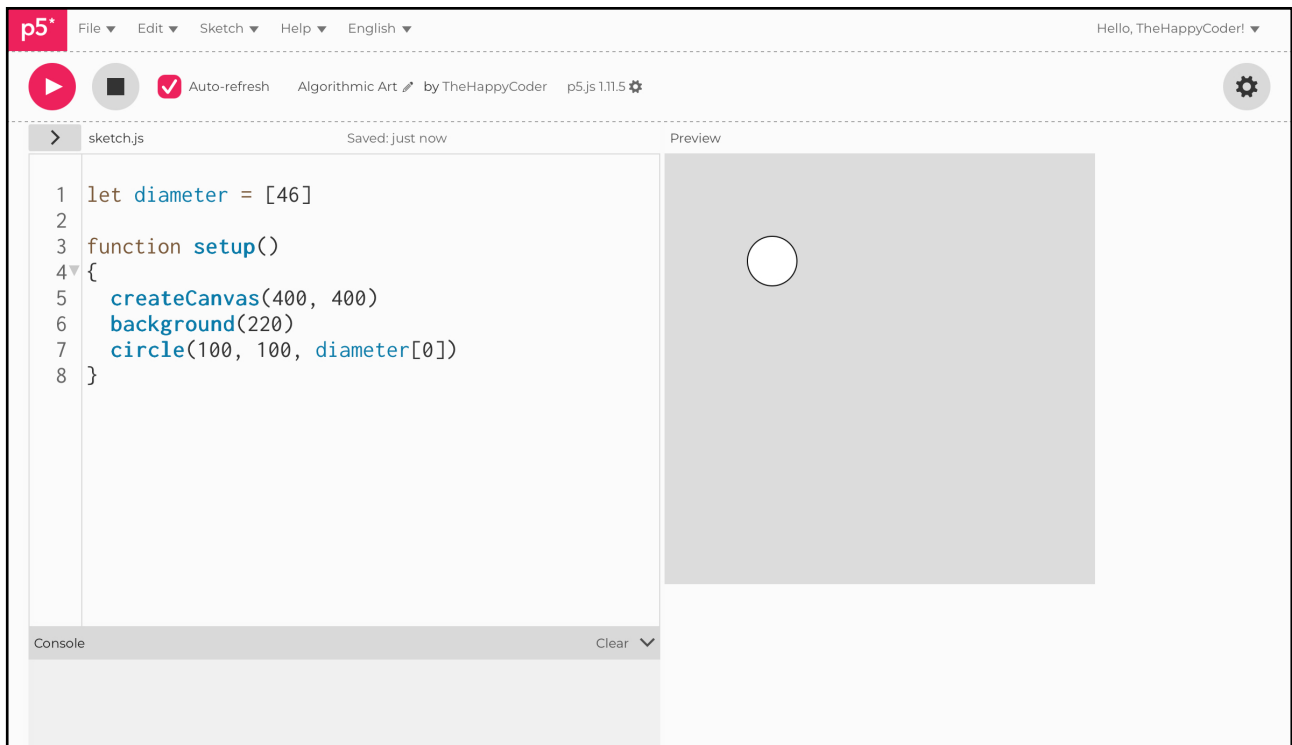 p5* File Edit Sketch Help English Hello, TheHappyCoder!
Auto-refresh Algorithmic Art by TheHappyCoder p5.js 1.11.5
sketch.js Saved: just now Preview
1 let diameter = [46]
2
3 function setup()
4 {
5 createCanvas(400, 400)
6 background(220)
7 circle(100, 100, diameter[0])
8 }
Console Clear